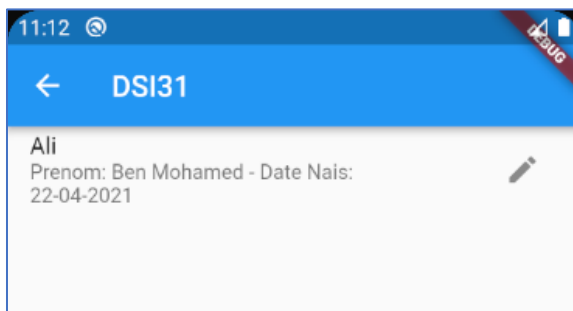 11:12
DEBUG
DSI31
Ali
Prenom: Ben Mohamed - Date Nais:
22-04-2021